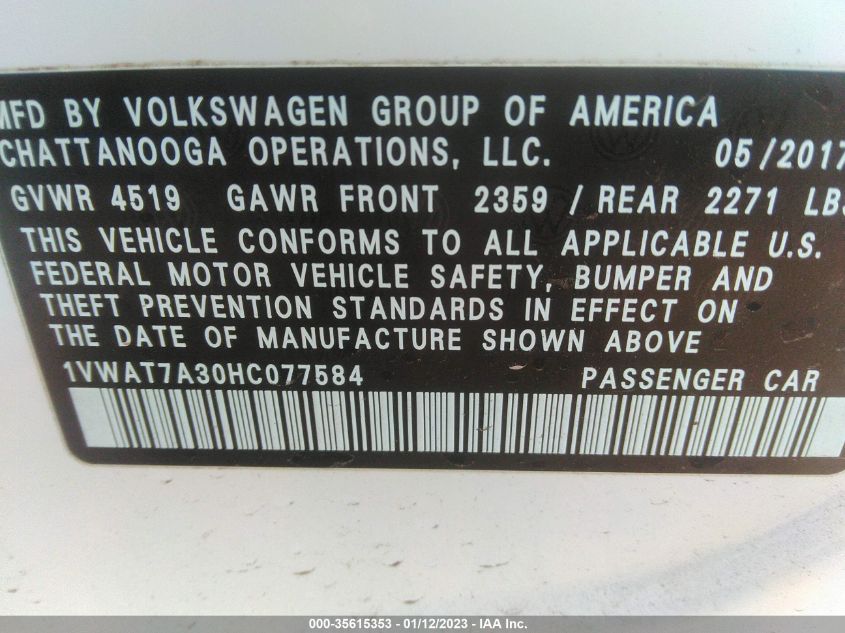 MFD BY VOLKSWAGEN GROUP OF AMERICA
CHATTANOOGA OPERATIONS, LLC. 05/2017
GVWR 4519 GAWR FRONT 2359 / REAR 2271 LBS
THIS VEHICLE CONFORMS TO ALL APPLICABLE U.S.
FEDERAL MOTOR VEHICLE SAFETY, BUMPER AND
THEFT PREVENTION STANDARDS IN EFFECT ON
THE DATE OF MANUFACTURE SHOWN ABOVE
1VWAT7A30HC077584 PASSENGER CAR
000-35615353 - 01/12/2023 - IAA Inc.